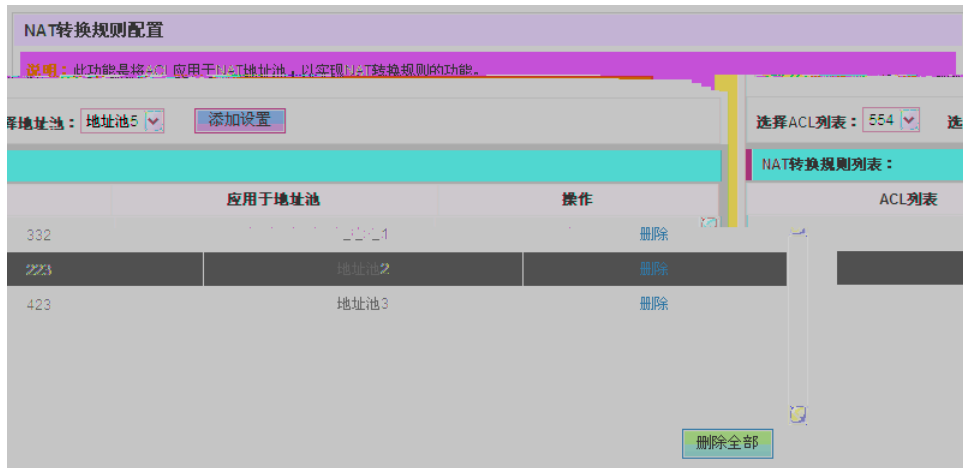 NAT转换规则配置
说明：此功能是将ACL应用于NAT地址池，以实现NAT转换规则的功能。
择地址池： 地址池5 添加设置 选择ACL列表： 554 选
NAT转换规则列表：
应用于地址池 操作 ACL列表
332 删除
223 地址池2 删除
423 地址池3 删除
删除全部